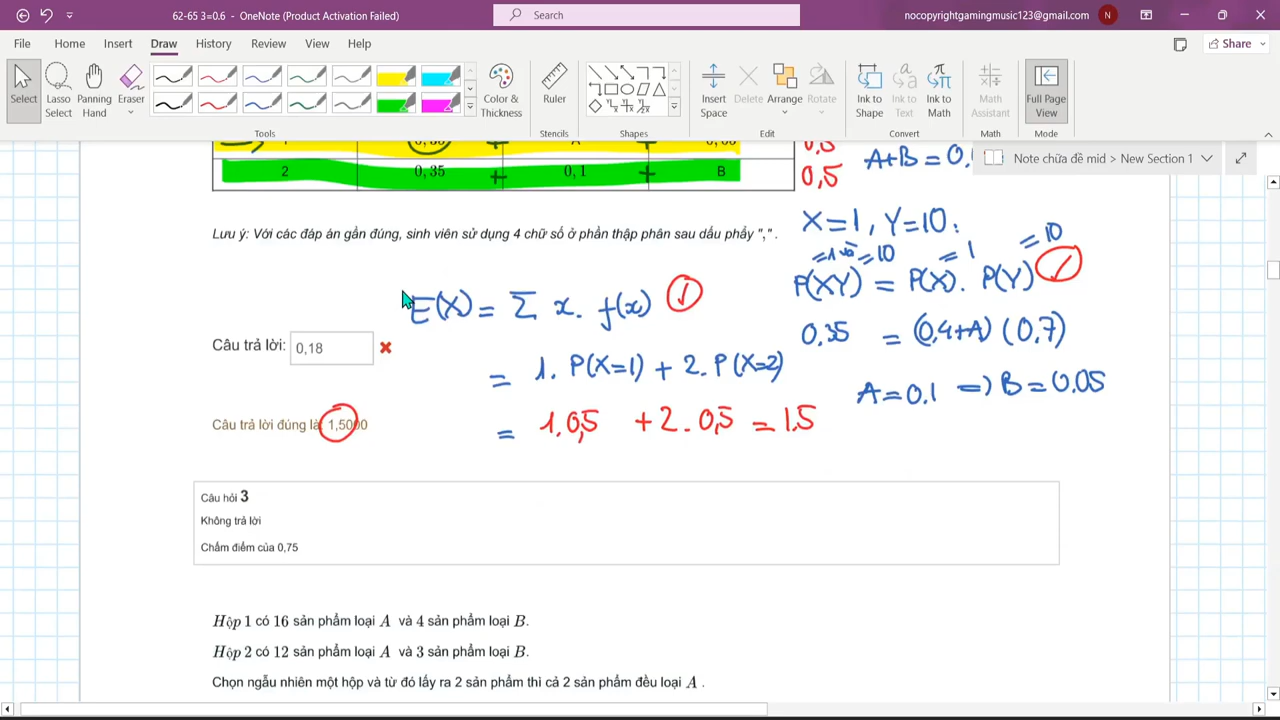 62-65 3=0.6 - OneNote (Product Activation Failed)
Search
nocopyrightgamingmusic123@gmail.com
N
File Home Insert Draw History Review View Help
Share
Select
Lasso Select
Panning Hand
Eraser
Color & Thickness
Ruler
Insert Space
Delete
Arrange
Rotate
Ink to Shape
Ink to Text
Ink to Math
Math Assistant
Full Page View
Tools
Stencils
Shapes
Edit
Convert
Math
Mode
Note chữa đề mid > New Section 1
2 0,35 + 0,1 + B
0,5
A+B = 0,
Lưu ý: Với các đáp án gần đúng, sinh viên sử dụng 4 chữ số ở phần thập phân sau dấu phẩy ",".
X=1, Y=10:
=10 =1 =10
P(XY) = P(X). P(Y)
E(X) = Σ x. f(x)
0,35 = (0,4+A) (0,7)
Câu trả lời: 0,18
= 1. P(X=1) + 2. P(X=2)
A=0,1 => B=0,05
Câu trả lời đúng là 1,5000
= 1.0,5 + 2.0,5 = 1.5
Câu hỏi 3
Không trả lời
Chấm điểm của 0,75
Hộp 1 có 16 sản phẩm loại A và 4 sản phẩm loại B.
Hộp 2 có 12 sản phẩm loại A và 3 sản phẩm loại B.
Chọn ngẫu nhiên một hộp và từ đó lấy ra 2 sản phẩm thì cả 2 sản phẩm đều loại A .